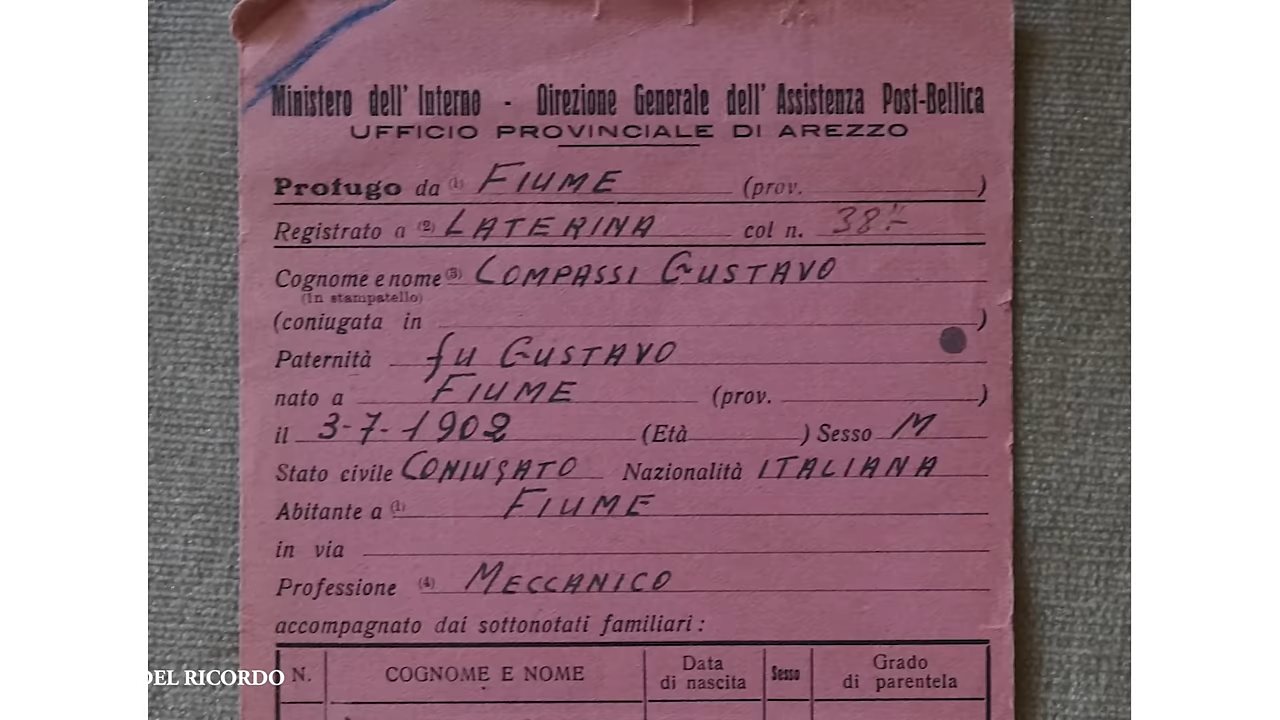 Ministero dell' Interno - Direzione Generale dell' Assistenza Post-Bellica
UFFICIO PROVINCIALE DI AREZZO
Profugo da (1) FIUME (prov. )
Registrato a (2) LATERINA col n. 38
Cognome e nome (3) COMPASSI GUSTAVO
(In stampatello)
(coniugata in )
Paternità fu GUSTAVO
nato a FIUME (prov. )
il 3-7-1902 (Età ) Sesso M
Stato civile CONIUGATO Nazionalità ITALIANA
Abitante a (1) FIUME
in via
Professione (4) MECCANICO
accompagnato dai sottonotati familiari :
N. COGNOME E NOME Data di nascita Sesso Grado di parentela
DEL RICORDO